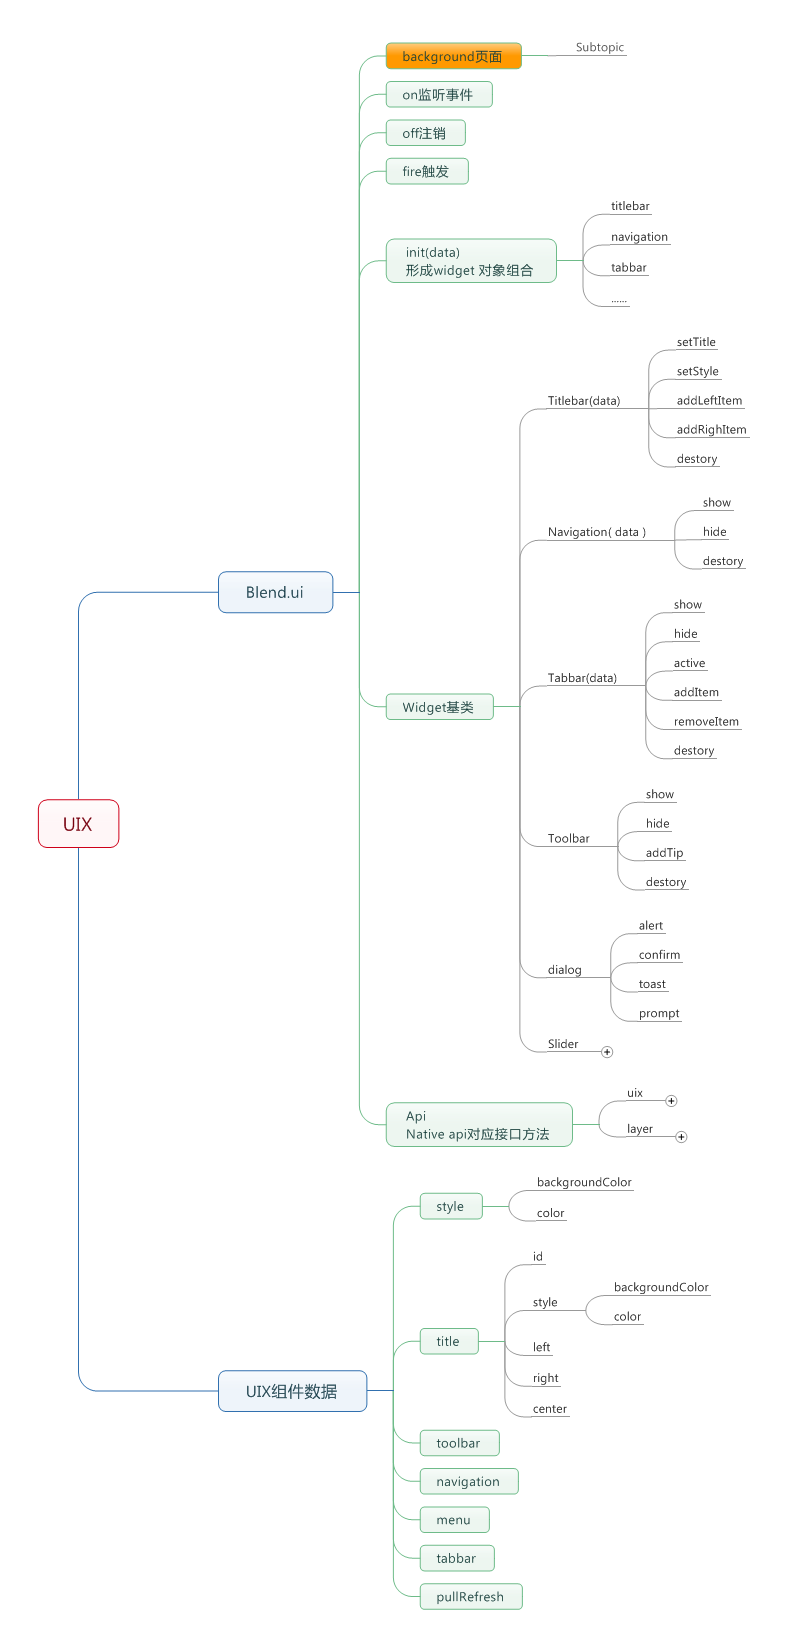 UIX
Blend.ui
background页面
Subtopic
on监听事件
off注销
fire触发
init(data)
形成widget 对象组合
titlebar
navigation
tabbar
......
Widget基类
Titlebar(data)
setTitle
setStyle
addLeftItem
addRighItem
destory
Navigation( data )
show
hide
destory
Tabbar(data)
show
hide
active
addItem
removeItem
destory
Toolbar
show
hide
addTip
destory
dialog
alert
confirm
toast
prompt
Slider
Api
Native api对应接口方法
uix
layer
UIX组件数据
style
backgroundColor
color
title
id
style
backgroundColor
color
left
right
center
toolbar
navigation
menu
tabbar
pullRefresh